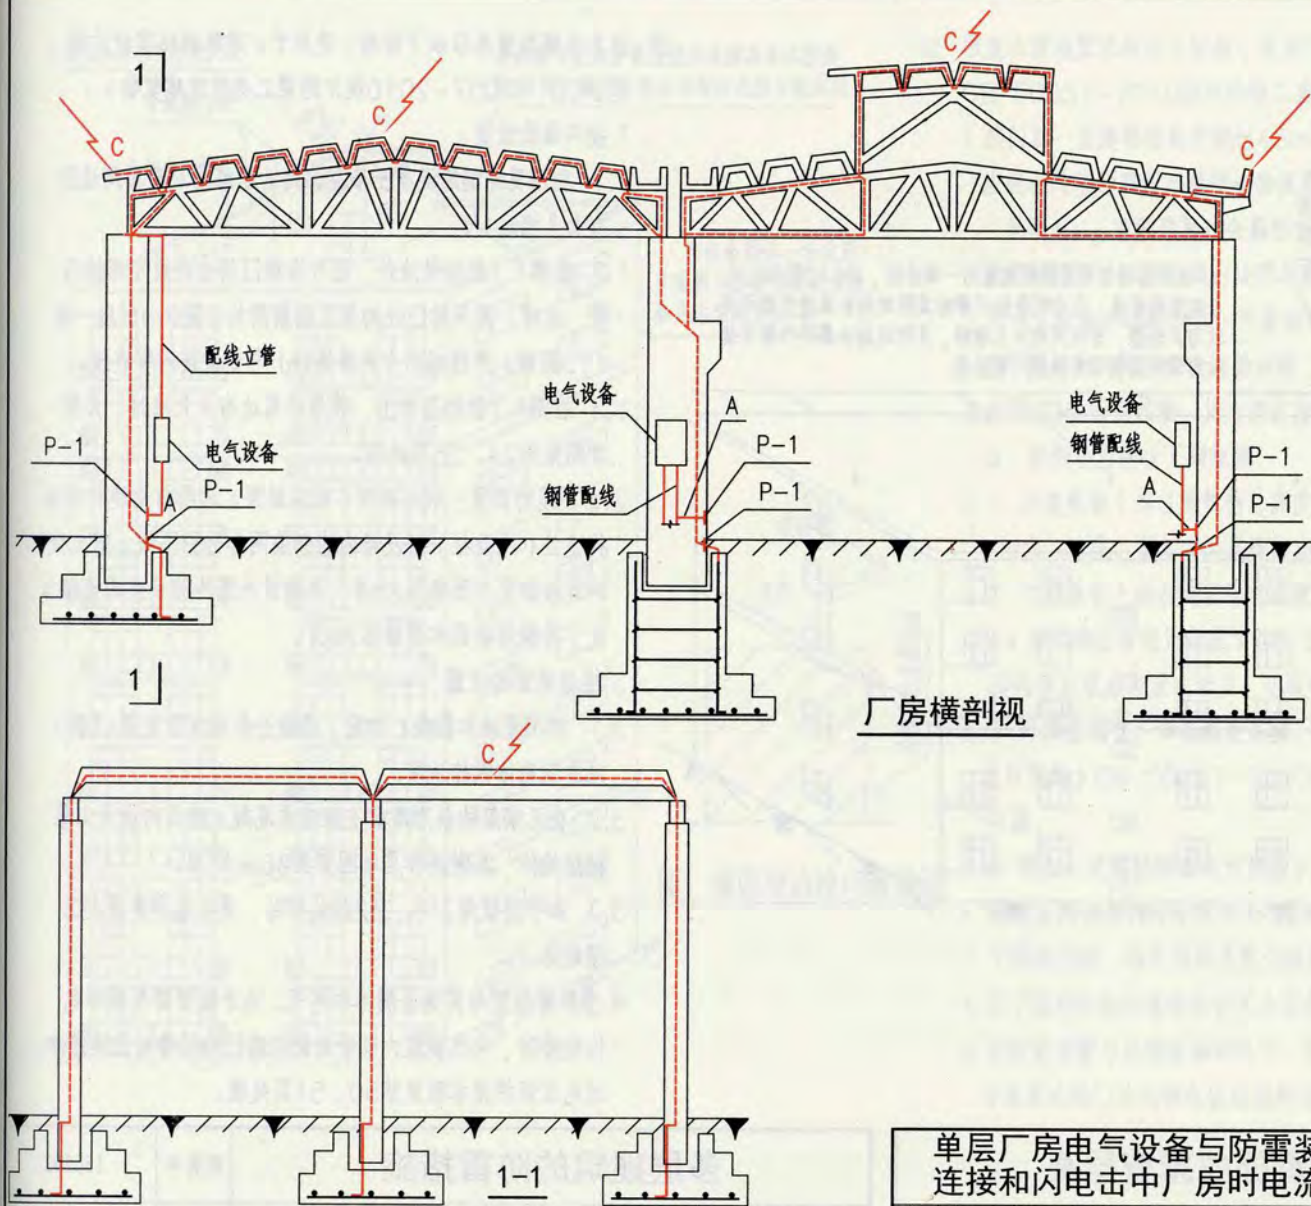 C
1
C
C
C
配线立管
电气设备
A
电气设备
P-1
电气设备
P-1
钢管配线
P-1
P-1
A
钢管配线
P-1
A
P-1
P-1
1
厂房横剖视
C
1-1
单层厂房电气设备与防雷装
连接和闪电击中厂房时电流